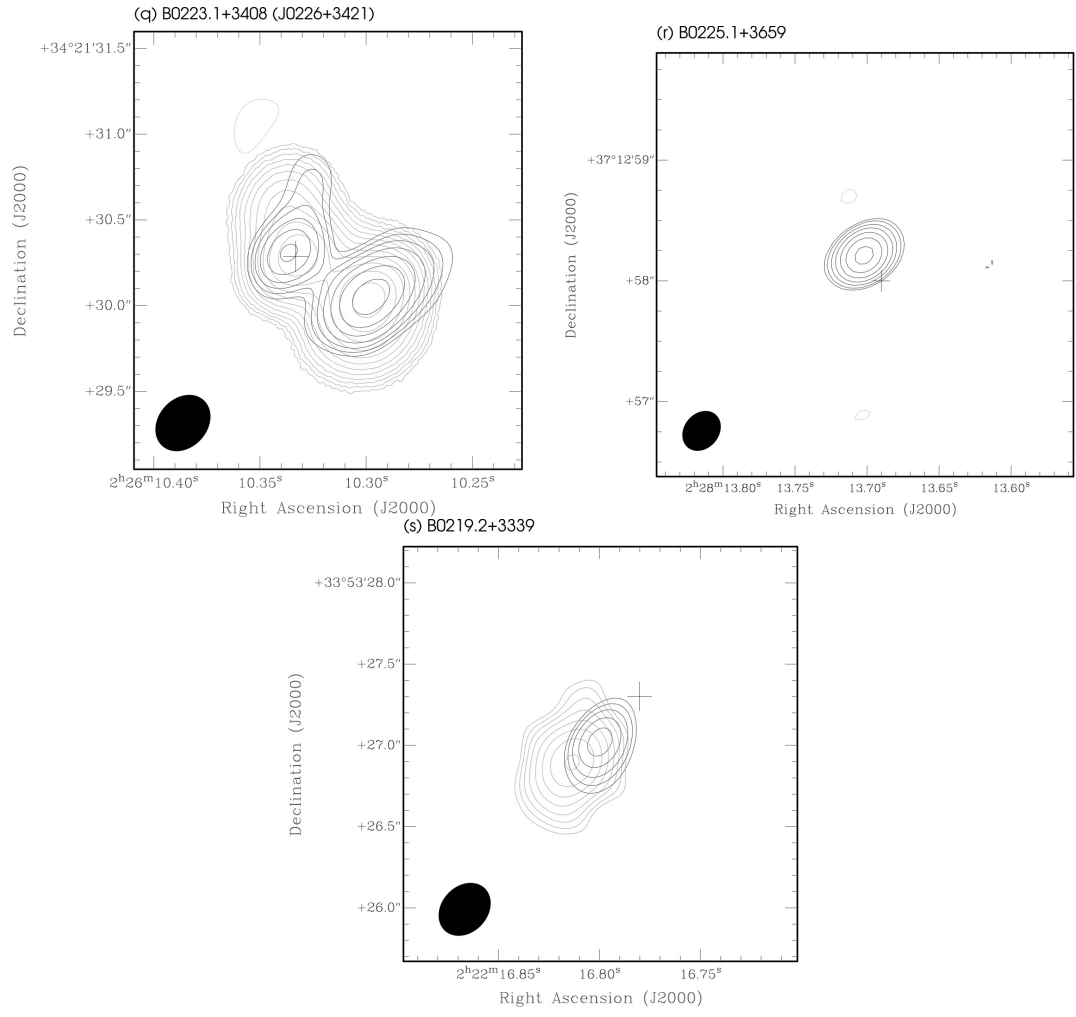 (q) B0223.1+3408 (J0226+3421)
+34°21'31.5"
+31.0"
+30.5"
+30.0"
+29.5"
Declination (J2000)
2ʰ26ᵐ10.40ˢ 10.35ˢ 10.30ˢ 10.25ˢ
Right Ascension (J2000)
(r) B0225.1+3659
+37°12'59"
+58"
+57"
Declination (J2000)
2ʰ28ᵐ13.80ˢ 13.75ˢ 13.70ˢ 13.65ˢ 13.60ˢ
Right Ascension (J2000)
(s) B0219.2+3339
+33°53'28.0"
+27.5"
+27.0"
+26.5"
+26.0"
Declination (J2000)
2ʰ22ᵐ16.85ˢ 16.80ˢ 16.75ˢ
Right Ascension (J2000)